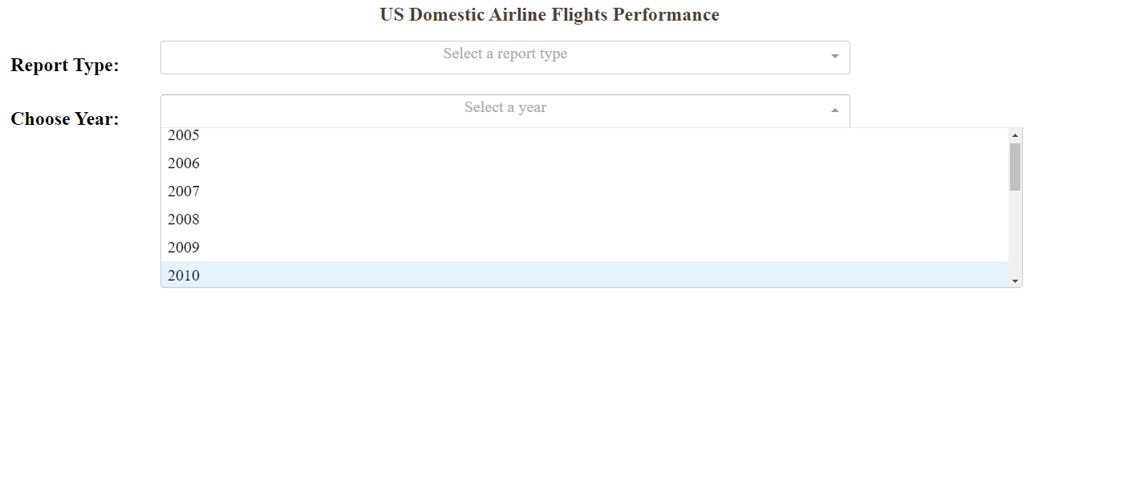 US Domestic Airline Flights Performance
Report Type:
Select a report type
Choose Year:
Select a year
2005
2006
2007
2008
2009
2010